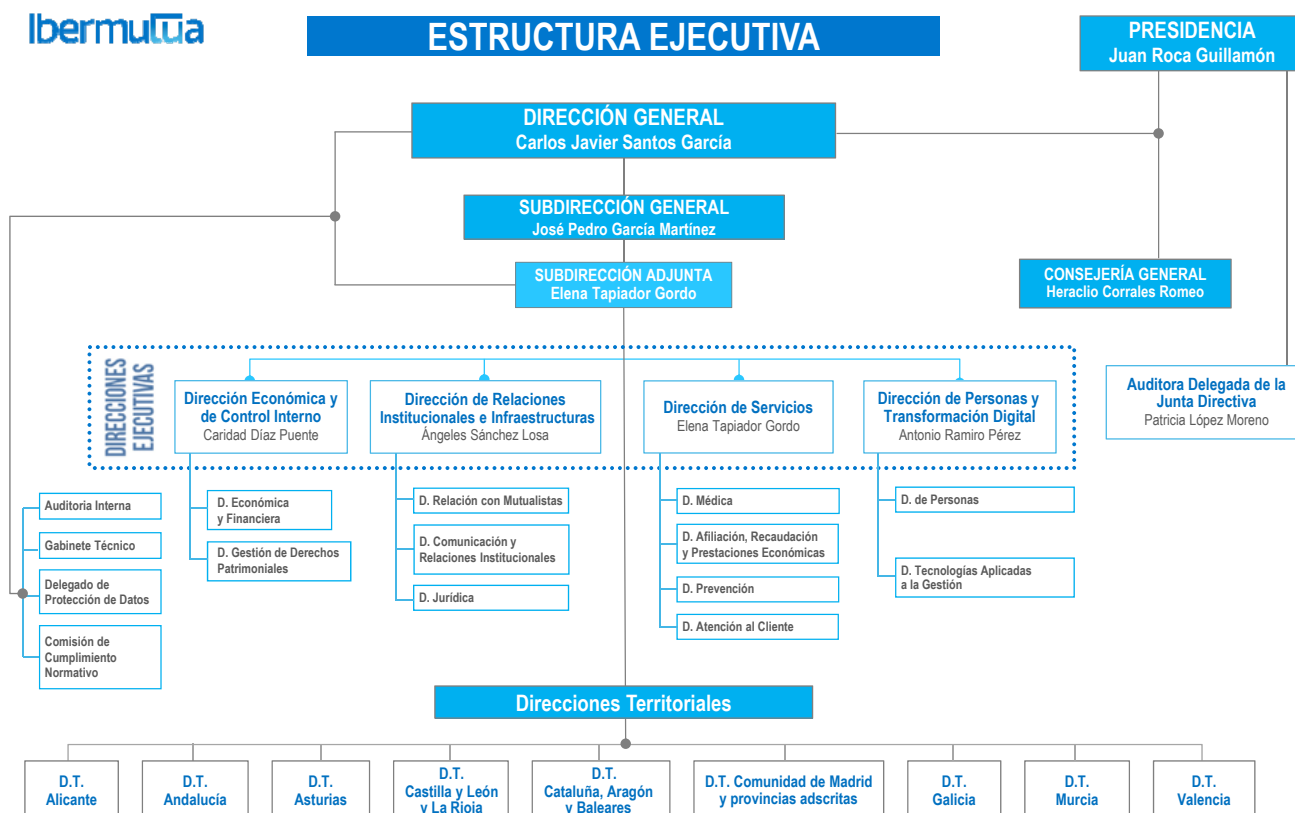 Ibermutua
ESTRUCTURA EJECUTIVA
PRESIDENCIA
Juan Roca Guillamón
DIRECCIÓN GENERAL
Carlos Javier Santos García
SUBDIRECCIÓN GENERAL
José Pedro García Martínez
SUBDIRECCIÓN ADJUNTA
Elena Tapiador Gordo
CONSEJERÍA GENERAL
Heraclio Corrales Romeo
DIRECCIONES
EJECUTIVAS
Dirección Económica y
de Control Interno
Caridad Díaz Puente
Dirección de Relaciones
Institucionales e Infraestructuras
Ángeles Sánchez Losa
Dirección de Servicios
Elena Tapiador Gordo
Dirección de Personas y
Transformación Digital
Antonio Ramiro Pérez
Auditora Delegada de la
Junta Directiva
Patricia López Moreno
Auditoria Interna
Gabinete Técnico
Delegado de
Protección de Datos
Comisión de
Cumplimiento
Normativo
D. Económica
y Financiera
D. Gestión de Derechos
Patrimoniales
D. Relación con Mutualistas
D. Comunicación y
Relaciones Institucionales
D. Jurídica
D. Médica
D. Afiliación, Recaudación
y Prestaciones Económicas
D. Prevención
D. Atención al Cliente
D. de Personas
D. Tecnologías Aplicadas
a la Gestión
Direcciones Territoriales
D.T.
Alicante
D.T.
Andalucía
D.T.
Asturias
D.T.
Castilla y León
y La Rioja
D.T.
Cataluña, Aragón
y Baleares
D.T. Comunidad de Madrid
y provincias adscritas
D.T.
Galicia
D.T.
Murcia
D.T.
Valencia